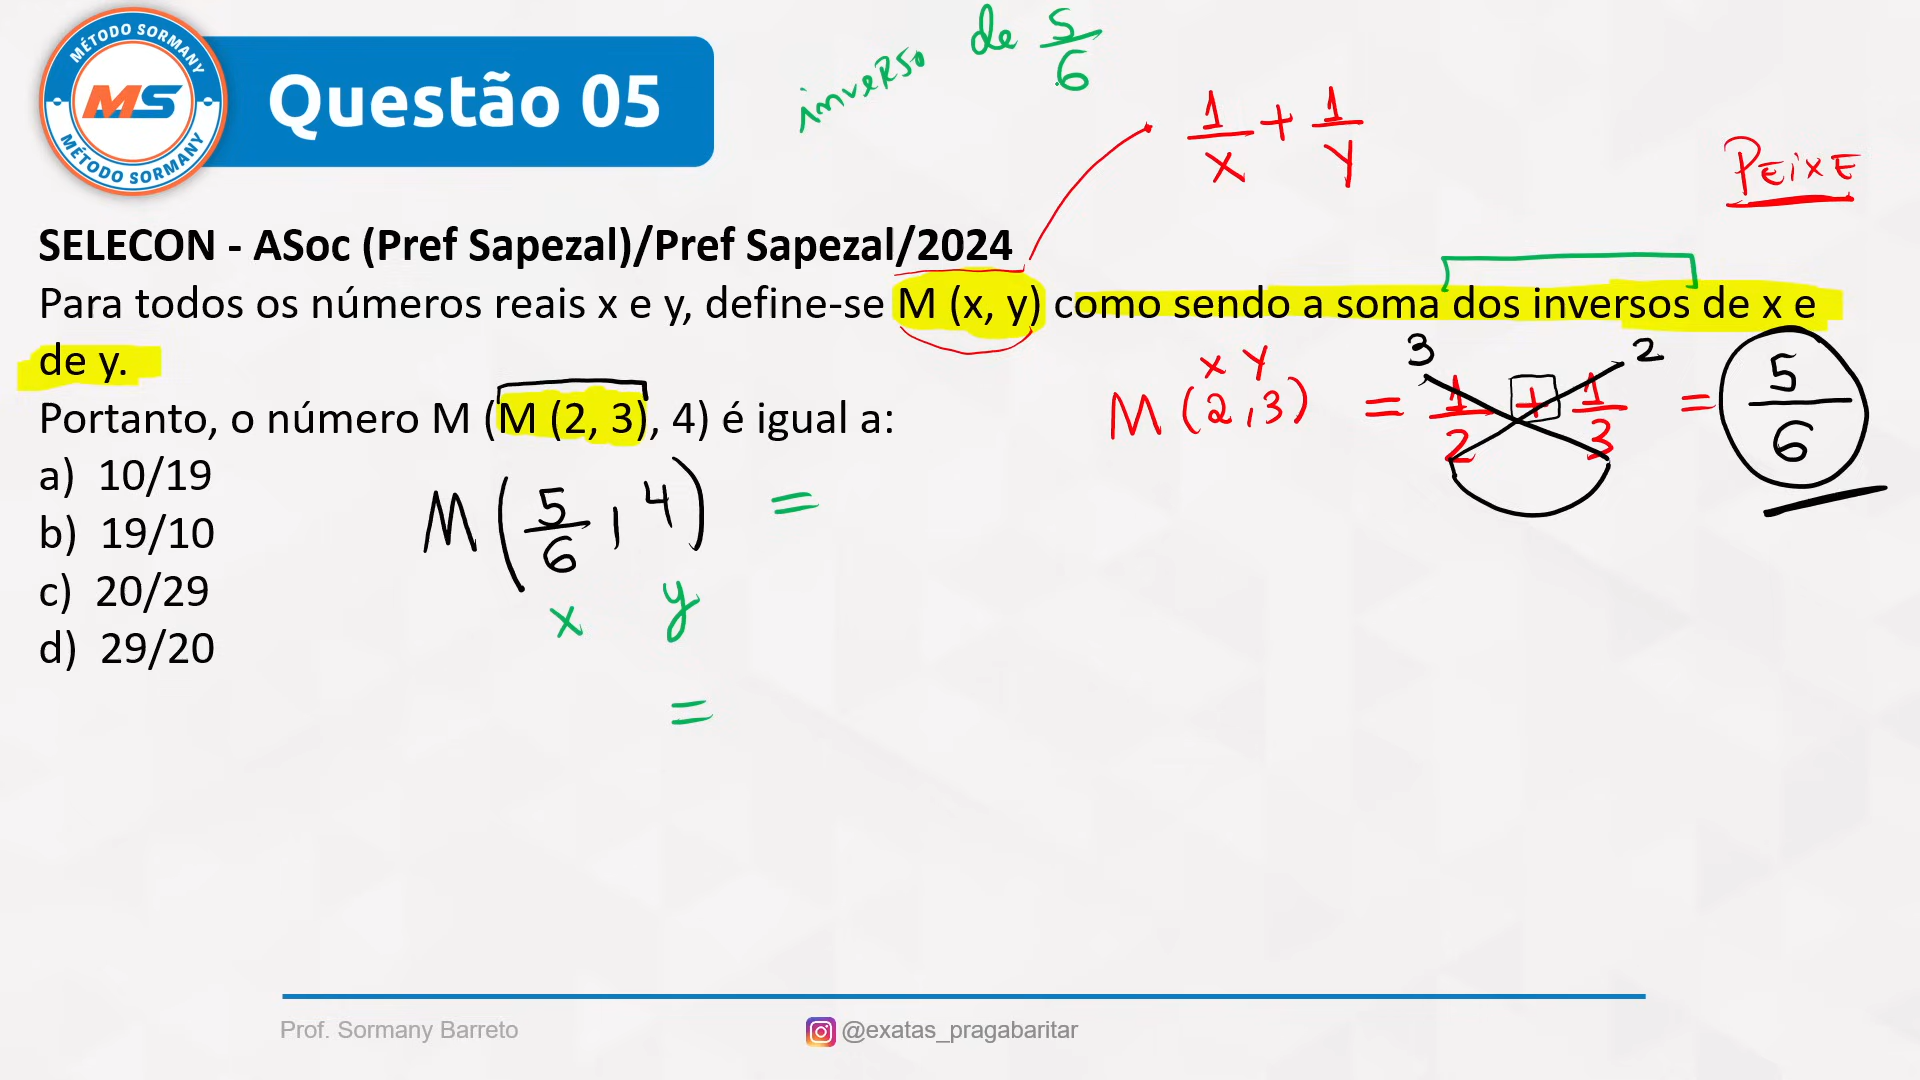 MÉTODO SORMANY
MS
MÉTODO SORMANY
Questão 05
inverso de 5/6
1/x + 1/y
PEIXE
SELECON - ASoc (Pref Sapezal)/Pref Sapezal/2024
Para todos os números reais x e y, define-se M (x, y) como sendo a soma dos inversos de x e
de y.
x y
M (2,3) = 1/2 + 1/3 = 5/6
3 2
Portanto, o número M (M (2, 3), 4) é igual a:
a) 10/19
b) 19/10
c) 20/29
d) 29/20
M (5/6 , 4) =
x y
=
Prof. Sormany Barreto
@exatas_pragabaritar